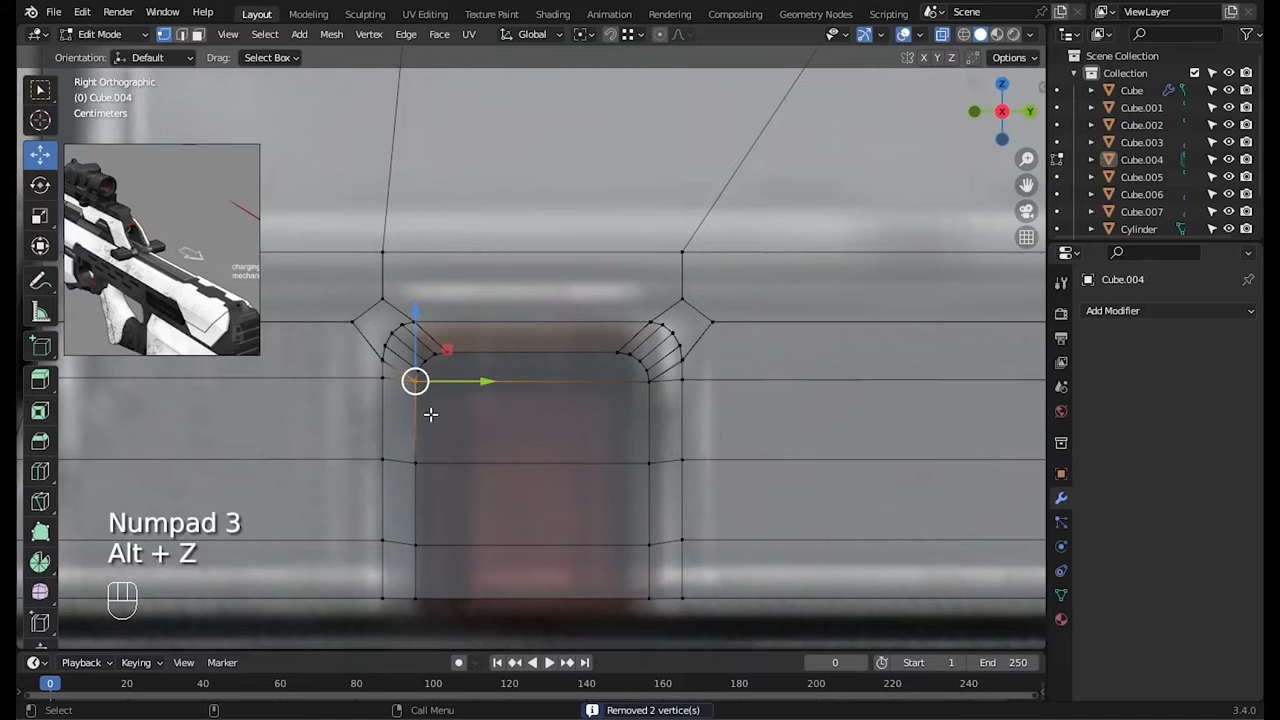 File Edit Render Window Help Layout Modeling Sculpting UV Editing Texture Paint Shading Animation Rendering Compositing Geometry Nodes Scripting Scene ViewLayer
Edit Mode View Select Add Mesh Vertex Edge Face UV Global
Orientation: Default Drag: Select Box X Y Z Options
Right Orthographic
(0) Cube.004
Centimeters
Z
Y
X
charging
mechan
Numpad 3
Alt + Z
Scene Collection
Collection
Cube
Cube.001
Cube.002
Cube.003
Cube.004
Cube.005
Cube.006
Cube.007
Cylinder
Cube.004
Add Modifier
Playback Keying View Marker 0 Start 1 End 250
0 20 40 60 80 100 120 140 160 180 200 220 240
Select Call Menu Removed 2 vertice(s) 3.4.0